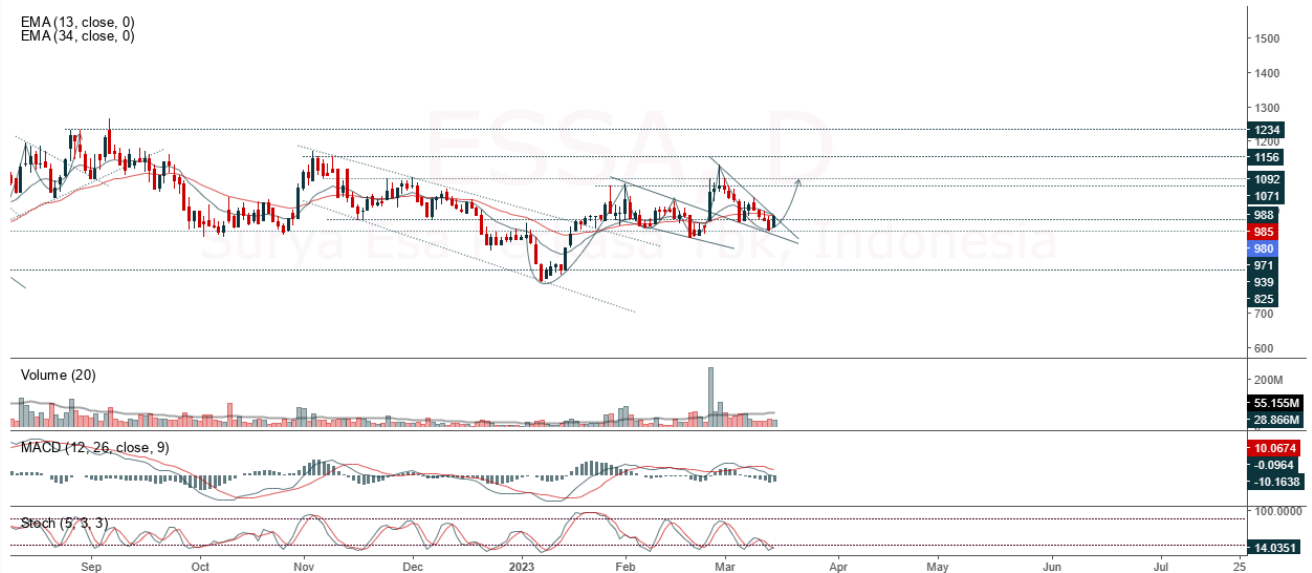 EMA (13, close, 0)
EMA (34, close, 0)
ESSA, D
Surya Esa Perkasa Tbk, Indonesia
1500
1400
1300
1234
1200
1156
1092
1071
988
985
980
971
939
825
700
600
Volume (20)
200M
55.155M
28.866M
MACD (12, 26, close, 9)
10.0674
-0.0964
-10.1638
Stoch (5, 3, 3)
100.0000
14.0351
Sep Oct Nov Dec 2023 Feb Mar Apr May Jun Jul 25